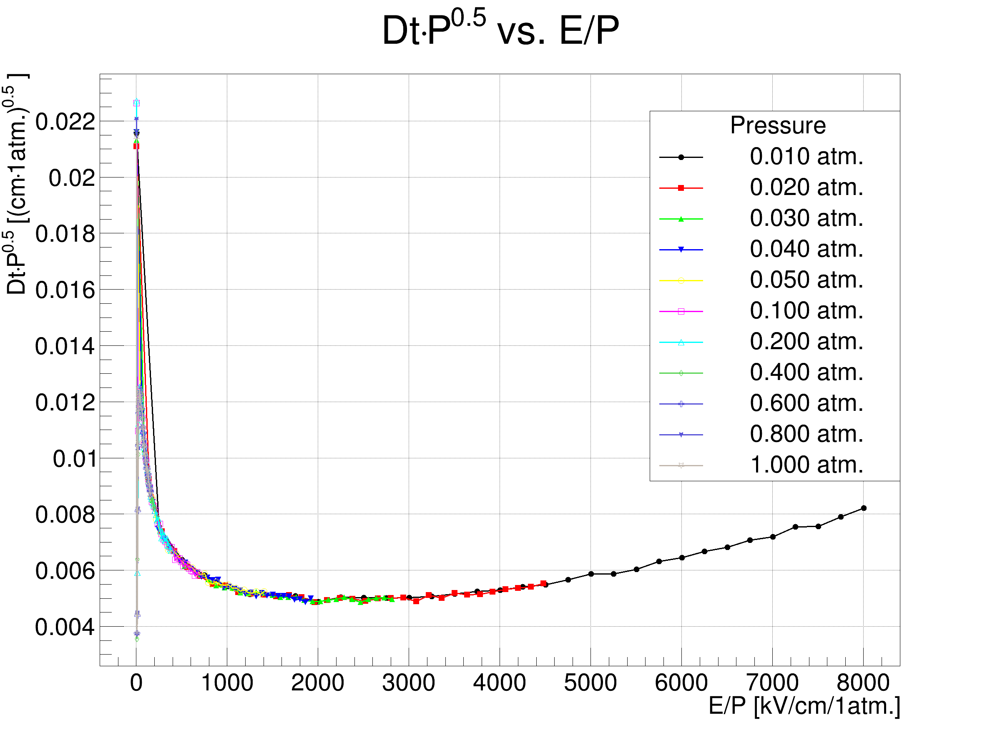 Dt·P^0.5 vs. E/P
Dt·P^0.5 [(cm·1atm.)^0.5 ]
0.022
0.02
0.018
0.016
0.014
0.012
0.01
0.008
0.006
0.004
Pressure
0.010 atm.
0.020 atm.
0.030 atm.
0.040 atm.
0.050 atm.
0.100 atm.
0.200 atm.
0.400 atm.
0.600 atm.
0.800 atm.
1.000 atm.
0 1000 2000 3000 4000 5000 6000 7000 8000
E/P [kV/cm/1atm.]